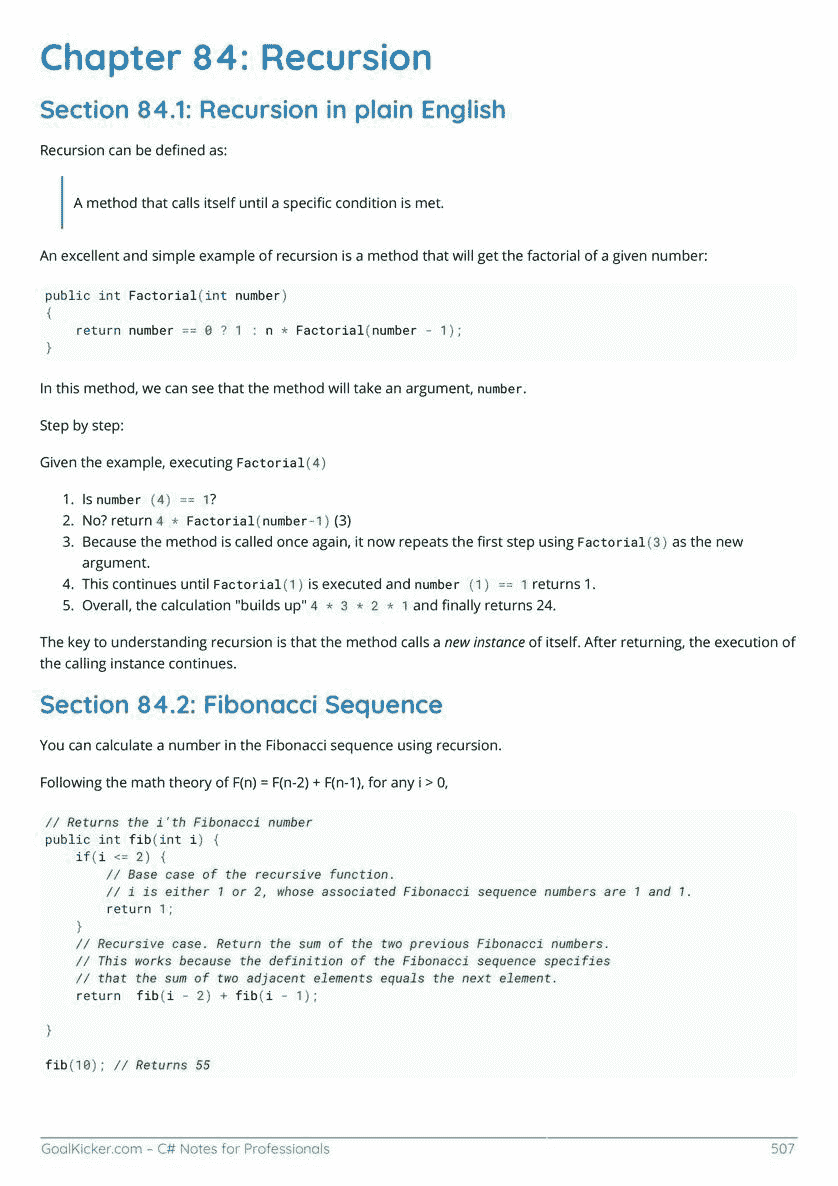 Chapter 84: Recursion
Section 84.1: Recursion in plain English
Recursion can be defined as:
A method that calls itself until a specific condition is met.
An excellent and simple example of recursion is a method that will get the factorial of a given number:
public int Factorial(int number)
{
    return number == 0 ? 1 : n * Factorial(number - 1);
}
In this method, we can see that the method will take an argument, number.
Step by step:
Given the example, executing Factorial(4)
1. Is number (4) == 1?
2. No? return 4 * Factorial(number-1) (3)
3. Because the method is called once again, it now repeats the first step using Factorial(3) as the new
argument.
4. This continues until Factorial(1) is executed and number (1) == 1 returns 1.
5. Overall, the calculation "builds up" 4 * 3 * 2 * 1 and finally returns 24.
The key to understanding recursion is that the method calls a new instance of itself. After returning, the execution of
the calling instance continues.
Section 84.2: Fibonacci Sequence
You can calculate a number in the Fibonacci sequence using recursion.
Following the math theory of F(n) = F(n-2) + F(n-1), for any i > 0,
// Returns the i'th Fibonacci number
public int fib(int i) {
    if(i <= 2) {
        // Base case of the recursive function.
        // i is either 1 or 2, whose associated Fibonacci sequence numbers are 1 and 1.
        return 1;
    }
    // Recursive case. Return the sum of the two previous Fibonacci numbers.
    // This works because the definition of the Fibonacci sequence specifies
    // that the sum of two adjacent elements equals the next element.
    return  fib(i - 2) + fib(i - 1);
}
fib(10); // Returns 55
GoalKicker.com – C# Notes for Professionals 507